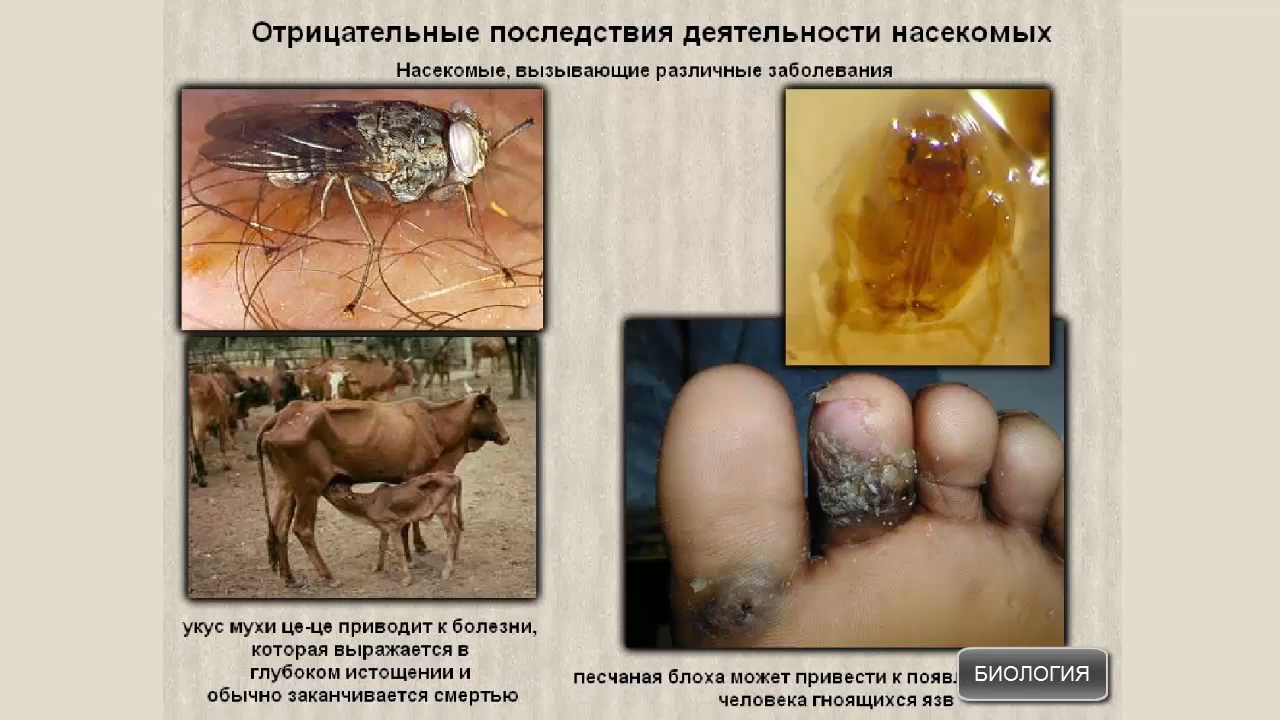 Отрицательные последствия деятельности насекомых
Насекомые, вызывающие различные заболевания
укус мухи це-це приводит к болезни,
которая выражается в
глубоком истощении и
обычно заканчивается смертью
песчаная блоха может привести к
человека гноящихся язв
БИОЛОГИЯ